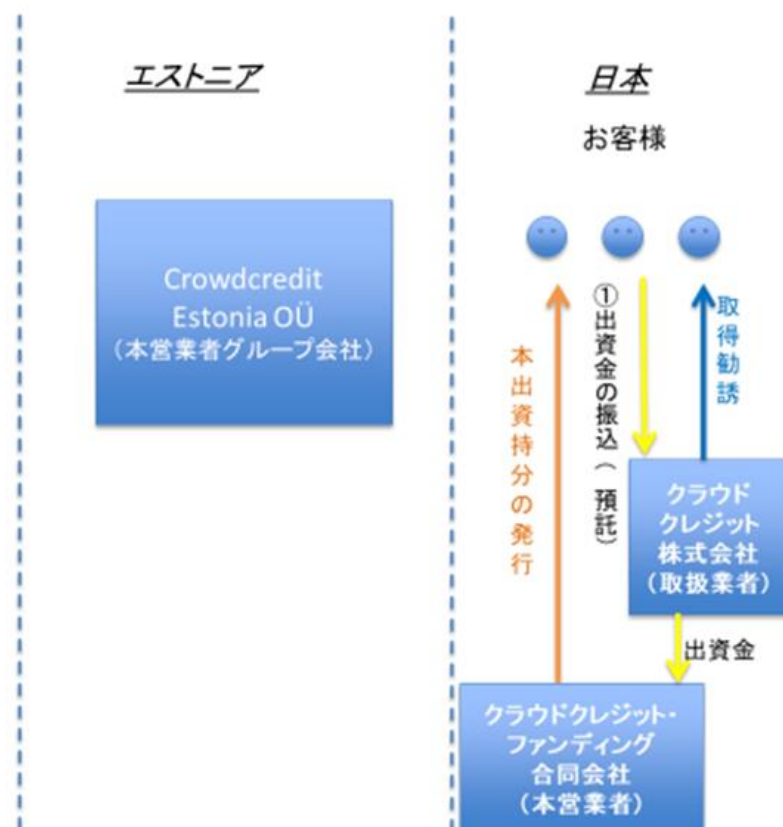 エストニア
日本
お客様
Crowdcredit
Estonia OÜ
（本営業者グループ会社）
本出資持分の発行
①出資金の振込（ 預託）
取得勧誘
クラウド
クレジット
株式会社
（取扱業者）
出資金
クラウドクレジット・
ファンディング
合同会社
（本営業者）